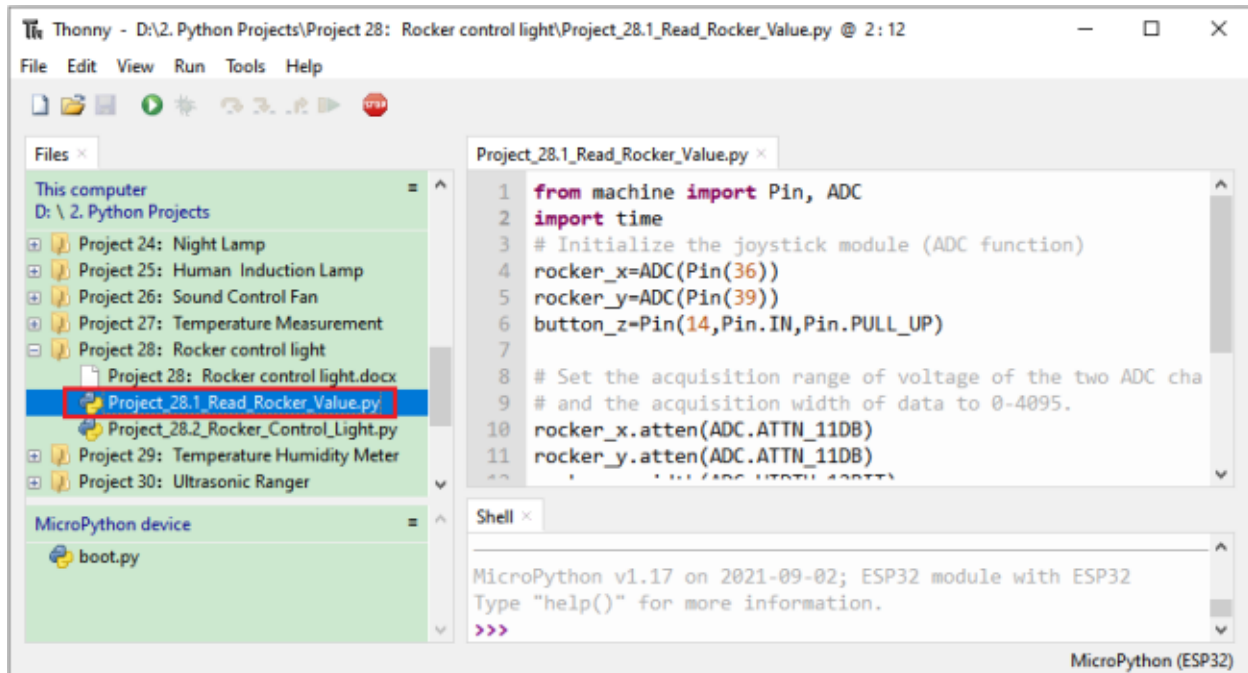 Thonny - D:\2. Python Projects\Project 28: Rocker control light\Project_28.1_Read_Rocker_Value.py @ 2:12
File Edit View Run Tools Help
STOP
Files
This computer
D: \ 2. Python Projects
Project 24: Night Lamp
Project 25: Human Induction Lamp
Project 26: Sound Control Fan
Project 27: Temperature Measurement
Project 28: Rocker control light
Project 28: Rocker control light.docx
Project_28.1_Read_Rocker_Value.py
Project_28.2_Rocker_Control_Light.py
Project 29: Temperature Humidity Meter
Project 30: Ultrasonic Ranger
MicroPython device
boot.py
Project_28.1_Read_Rocker_Value.py
1 from machine import Pin, ADC
2 import time
3 # Initialize the joystick module (ADC function)
4 rocker_x=ADC(Pin(36))
5 rocker_y=ADC(Pin(39))
6 button_z=Pin(14,Pin.IN,Pin.PULL_UP)
7
8 # Set the acquisition range of voltage of the two ADC cha
9 # and the acquisition width of data to 0-4095.
10 rocker_x.atten(ADC.ATTN_11DB)
11 rocker_y.atten(ADC.ATTN_11DB)
Shell
MicroPython v1.17 on 2021-09-02; ESP32 module with ESP32
Type "help()" for more information.
>>>
MicroPython (ESP32)